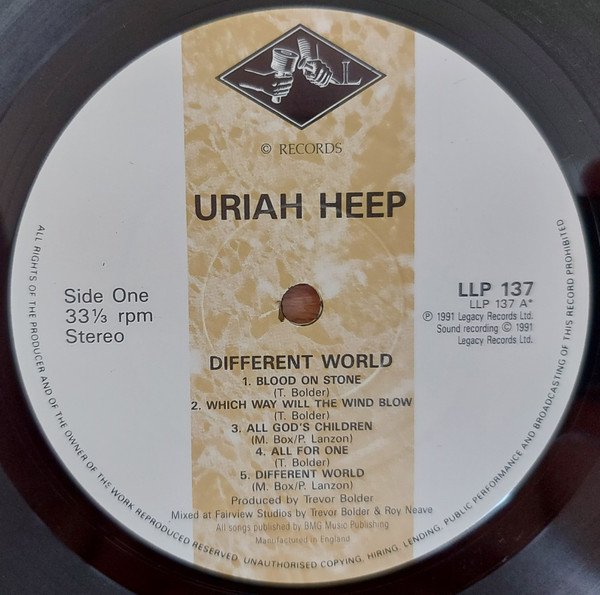 L
© RECORDS
URIAH HEEP
Side One
33⅓ rpm
Stereo
LLP 137
LLP 137 A*
℗ 1991 Legacy Records Ltd.
Sound recording © 1991
Legacy Records Ltd.
DIFFERENT WORLD
1. BLOOD ON STONE
(T. Bolder)
2. WHICH WAY WILL THE WIND BLOW
(T. Bolder)
3. ALL GOD'S CHILDREN
(M. Box/P. Lanzon)
4. ALL FOR ONE
(T. Bolder)
5. DIFFERENT WORLD
(M. Box/P. Lanzon)
Produced by Trevor Bolder
Mixed at Fairview Studios by Trevor Bolder & Roy Neave
All songs published by BMG Music Publishing
Manufactured in England
ALL RIGHTS OF THE PRODUCER AND OF THE OWNER OF THE WORK REPRODUCED RESERVED. UNAUTHORISED COPYING, HIRING, LENDING, PUBLIC PERFORMANCE AND BROADCASTING OF THIS RECORD PROHIBITED